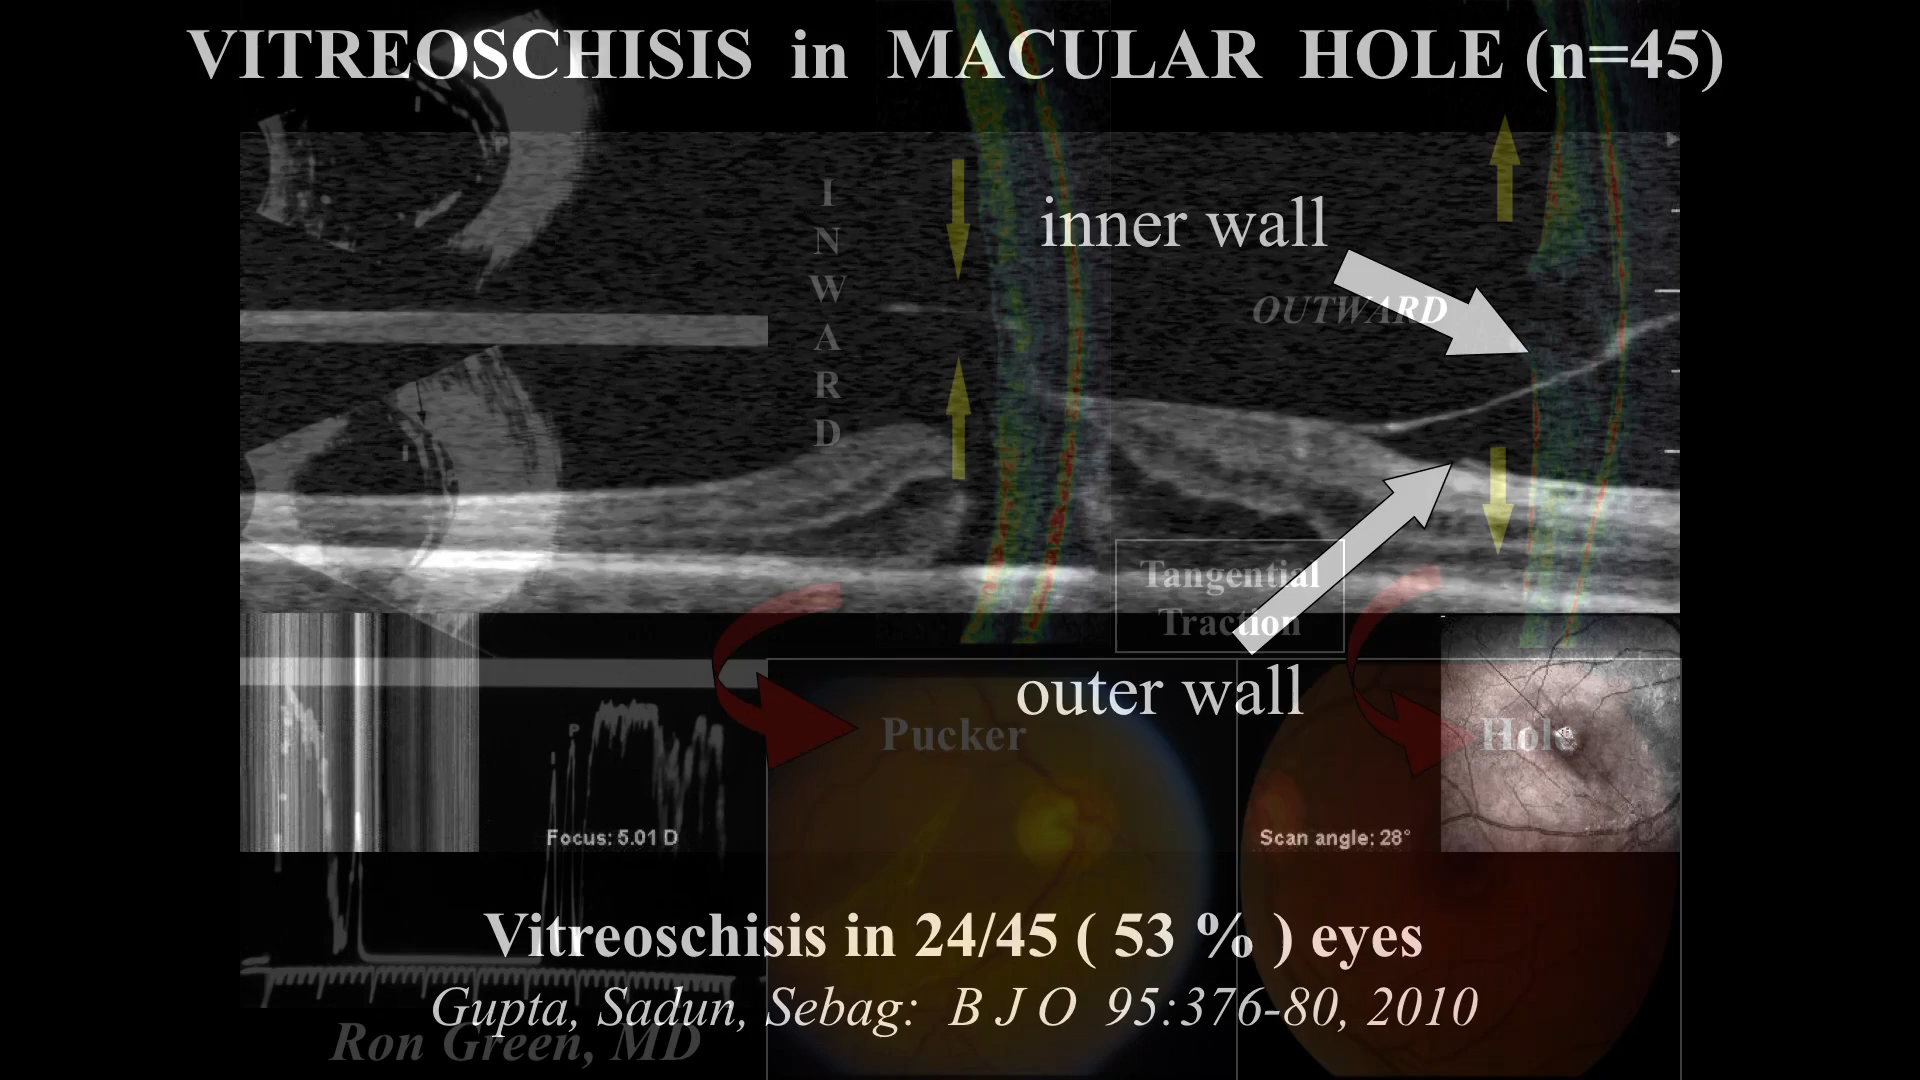 VITREOSCHISIS in MACULAR HOLE (n=45)
I
P
INWARD
inner wall
OUTWARD
I
Tangential
Traction
outer wall
Pucker
Hole
I P
Focus: 5.01 D
Scan angle: 28°
Vitreoschisis in 24/45 ( 53 % ) eyes
Gupta, Sadun, Sebag: B J O 95:376-80, 2010
Ron Green, MD